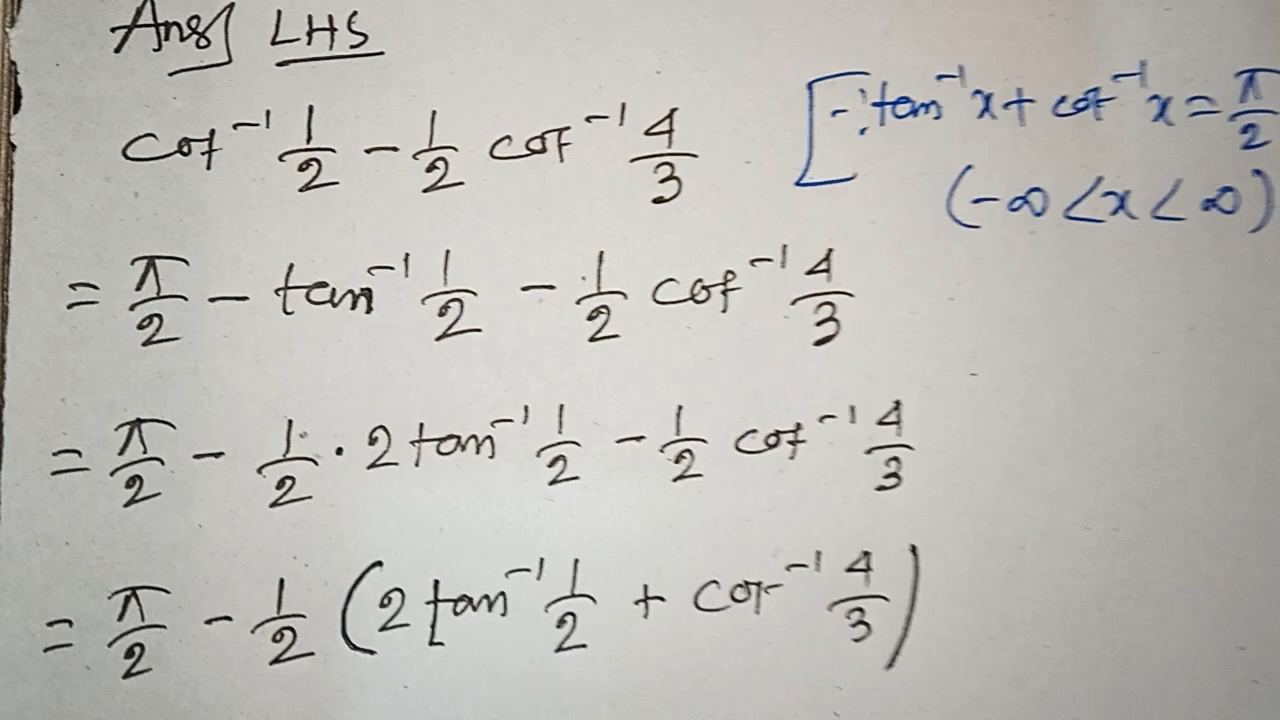 Ans] LHS
cot⁻¹ 1/2 - 1/2 cot⁻¹ 4/3 [∵ tan⁻¹x + cot⁻¹x = π/2
(-∞ < x < ∞)
= π/2 - tan⁻¹ 1/2 - 1/2 cot⁻¹ 4/3
= π/2 - 1/2 · 2 tan⁻¹ 1/2 - 1/2 cot⁻¹ 4/3
= π/2 - 1/2 (2 tan⁻¹ 1/2 + cot⁻¹ 4/3)